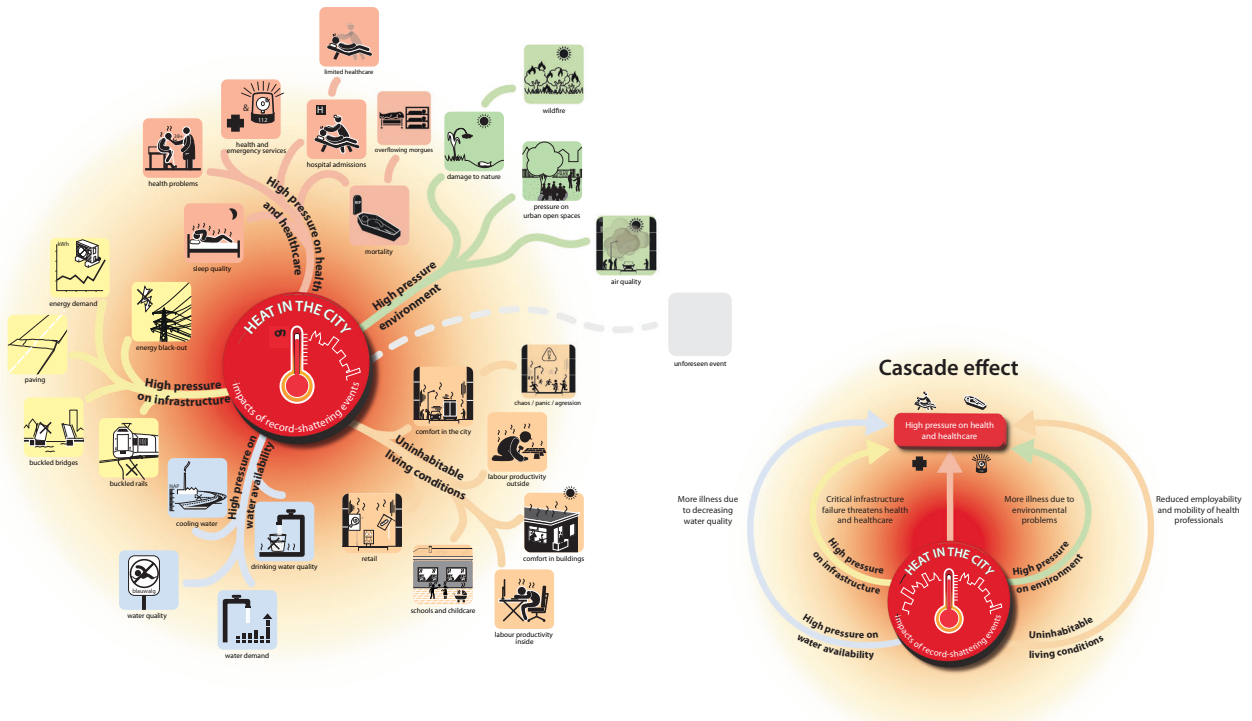 limited healthcare
wildfire
&
112
health and
emergency services
H
hospital admissions
overflowing morgues
damage to nature
38+
health problems
High pressure on health
and healthcare
RIP
mortality
pressure on
urban open spaces
sleep quality
air quality
kWh
energy demand
energy black-out
High pressure
environment
HEAT IN THE CITY
impacts of record-shattering events
unforeseen event
paving
High pressure
on infrastructure
buckled bridges
buckled rails
chaos / panic / agression
comfort in the city
Uninhabitable
living conditions
labour productivity
outside
NAP
cooling water
High pressure on
water availability
drinking water quality
retail
comfort in buildings
blauwalg
water quality
water demand
schools and childcare
labour productivity
inside
Cascade effect
High pressure on health
and healthcare
More illness due to
decreasing
water quality
Critical infrastructure
failure threatens health
and healthcare
More illness due to
environmental
problems
Reduced employability
and mobility of health
professionals
High pressure
on infrastructure
HEAT IN THE CITY
impacts of record-shattering events
High pressure
on environment
High pressure on
water availability
Uninhabitable
living conditions